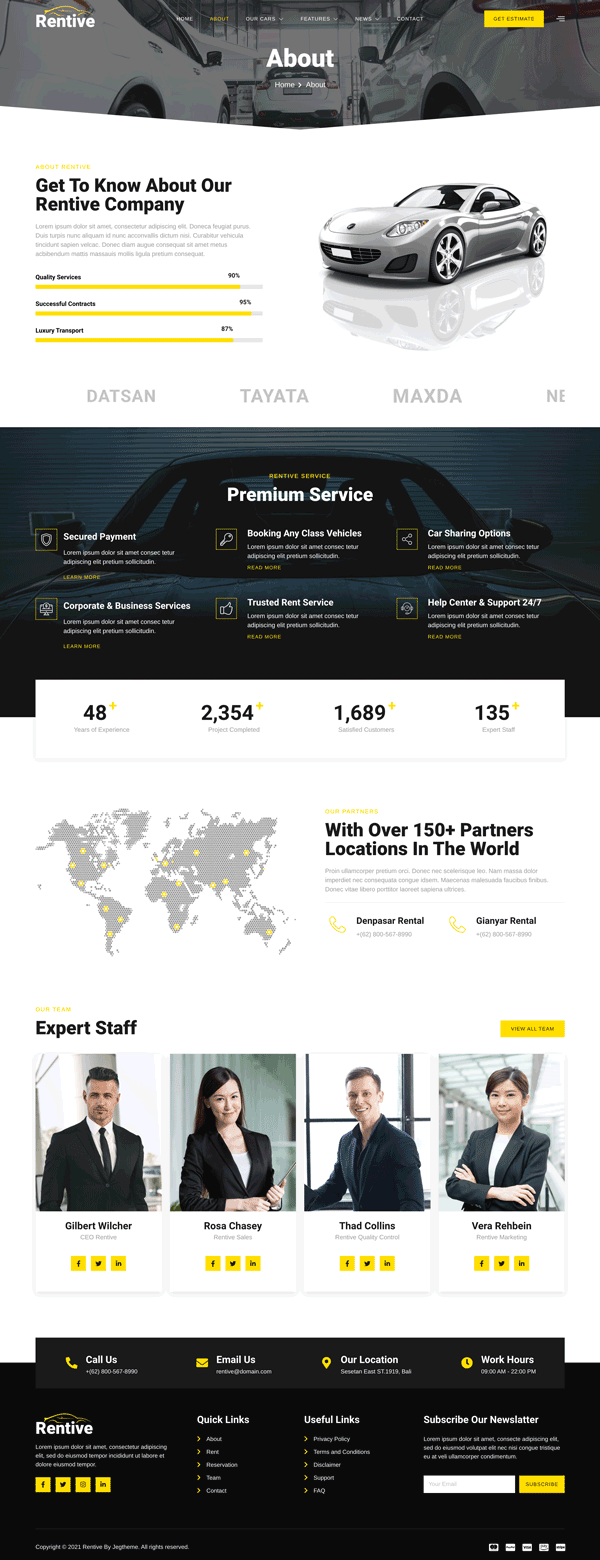 Rentive
HOME ABOUT OUR CARS FEATURES NEWS CONTACT
GET ESTIMATE
About
Home > About
ABOUT RENTIVE
Get To Know About Our
Rentive Company
Lorem ipsum dolor sit amet, consectetur adipiscing elit. Doneca feugiat purus.
Duis turpis nunc aliquam id nunc acconvallis dictum nisi. Curabitur vehicula
tincidunt sapien velcac. Donec diam augue consequat sit amet metus
acbibendum mattis massauis mollis ligula pretium consequat.
Quality Services 90%
Successful Contracts 95%
Luxury Transport 87%
DATSAN TAYATA MAXDA NE
RENTIVE SERVICE
Premium Service
Secured Payment
Lorem ipsum dolor sit amet consec tetur
adipiscing elit pretium sollicitudin.
LEARN MORE
Booking Any Class Vehicles
Lorem ipsum dolor sit amet consec tetur
adipiscing elit pretium sollicitudin.
READ MORE
Car Sharing Options
Lorem ipsum dolor sit amet consec tetur
adipiscing elit pretium sollicitudin.
READ MORE
Corporate & Business Services
Lorem ipsum dolor sit amet consec tetur
adipiscing elit pretium sollicitudin.
LEARN MORE
Trusted Rent Service
Lorem ipsum dolor sit amet consec tetur
adipiscing elit pretium sollicitudin.
READ MORE
Help Center & Support 24/7
Lorem ipsum dolor sit amet consec tetur
adipiscing elit pretium sollicitudin.
READ MORE
48+
Years of Experience
2,354+
Project Completed
1,689+
Satisfied Customers
135+
Expert Staff
OUR PARTNERS
With Over 150+ Partners
Locations In The World
Proin ullamcorper pretium orci. Donec nec scelerisque leo. Nam massa dolor
imperdiet nec consequata congue idsem. Maecenas malesuada faucibus finibus.
Donec vitae libero porttitor laoreet sapiena ultrices.
Denpasar Rental
+(62) 800-567-8990
Gianyar Rental
+(62) 800-567-8990
OUR TEAM
Expert Staff
VIEW ALL TEAM
Gilbert Wilcher
CEO Rentive
Rosa Chasey
Rentive Sales
Thad Collins
Rentive Quality Control
Vera Rehbein
Rentive Marketing
Call Us
+(62) 800-567-8990
Email Us
rentive@domain.com
Our Location
Sesetan East ST.1919, Bali
Work Hours
09:00 AM - 22:00 PM
Rentive
Lorem ipsum dolor sit amet, consectetur adipiscing
elit, sed do eiusmod tempor incididunt ut labore et
dolore eiusmod tempor.
Quick Links
About
Rent
Reservation
Team
Contact
Useful Links
Privacy Policy
Terms and Conditions
Disclaimer
Support
FAQ
Subscribe Our Newslatter
Lorem ipsum dolor sit amet, consecte adipiscing elit,
sed do eiusmod volutpat elit nec nisi congue tristique
eu at veli ullamcorper condimentum.
Your Email
SUBSCRIBE
Copyright © 2021 Rentive By Jegtheme. All rights reserved.